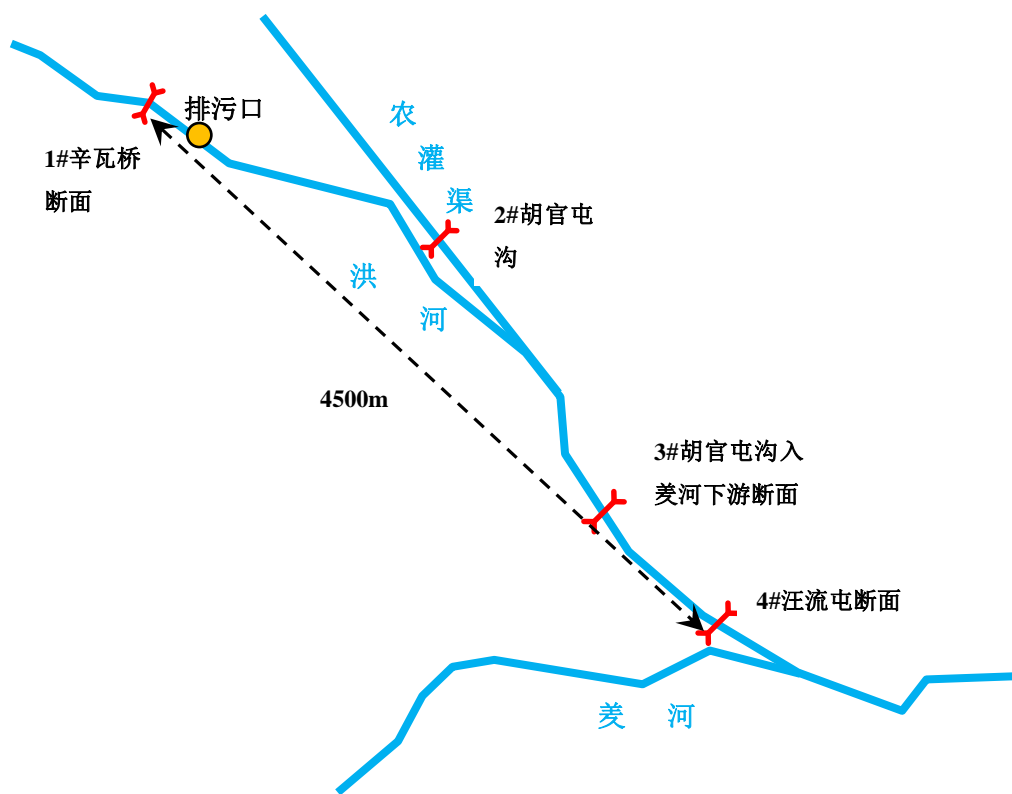 排污口
1#辛瓦桥
断面
农
灌
渠
2#胡官屯
沟
洪
河
4500m
3#胡官屯沟入
羑河下游断面
4#汪流屯断面
羑河